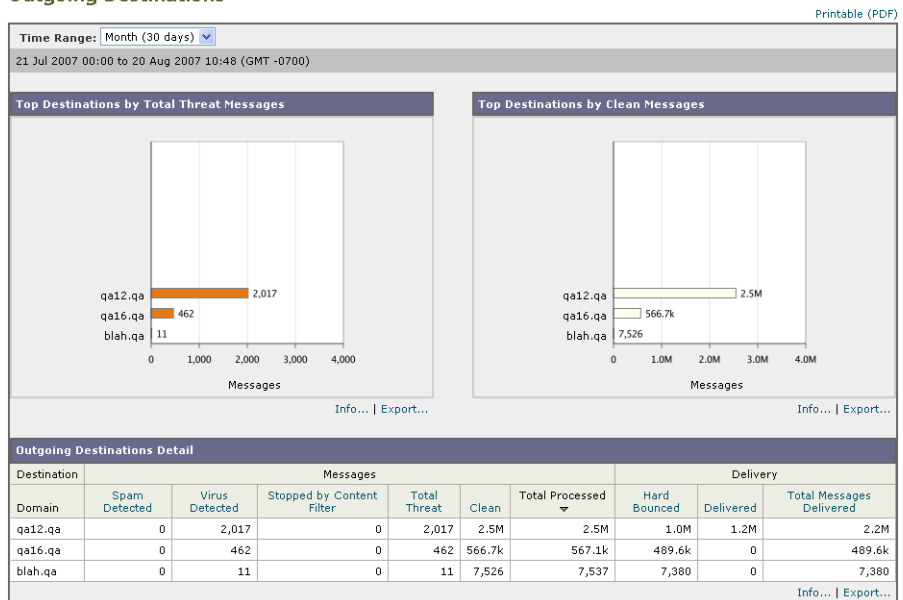 Outgoing Destinations
Printable (PDF)
Time Range: Month (30 days)
21 Jul 2007 00:00 to 20 Aug 2007 10:48 (GMT -0700)
Top Destinations by Total Threat Messages
qa12.qa 2,017
qa16.qa 462
blah.qa 11
0 1,000 2,000 3,000 4,000
Messages
Info... | Export...
Top Destinations by Clean Messages
qa12.qa 2.5M
qa16.qa 566.7k
blah.qa 7,526
0 1.0M 2.0M 3.0M 4.0M
Messages
Info... | Export...
Outgoing Destinations Detail
Destination Messages Delivery
Domain Spam Detected Virus Detected Stopped by Content Filter Total Threat Clean Total Processed Hard Bounced Delivered Total Messages Delivered
qa12.qa 0 2,017 0 2,017 2.5M 2.5M 1.0M 1.2M 2.2M
qa16.qa 0 462 0 462 566.7k 567.1k 489.6k 0 489.6k
blah.qa 0 11 0 11 7,526 7,537 7,380 0 7,380
Info... | Export...